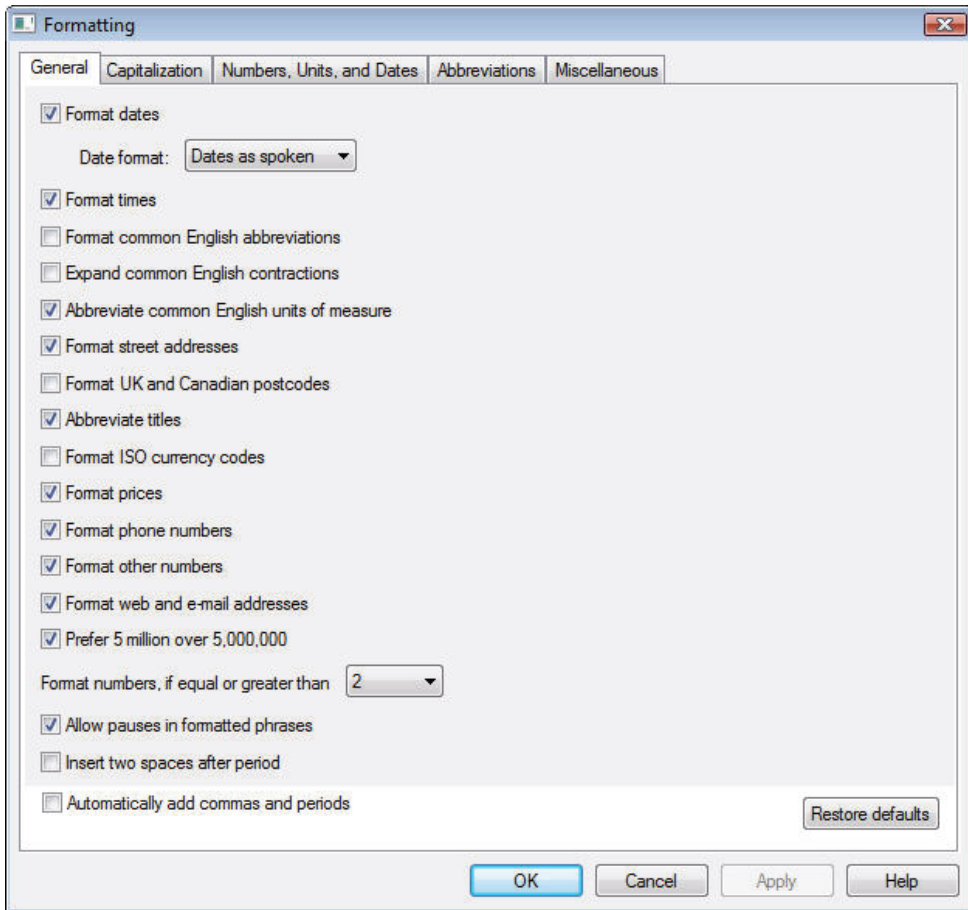 Formatting
General Capitalization Numbers, Units, and Dates Abbreviations Miscellaneous
Format dates
Date format: Dates as spoken
Format times
Format common English abbreviations
Expand common English contractions
Abbreviate common English units of measure
Format street addresses
Format UK and Canadian postcodes
Abbreviate titles
Format ISO currency codes
Format prices
Format phone numbers
Format other numbers
Format web and e-mail addresses
Prefer 5 million over 5,000,000
Format numbers, if equal or greater than 2
Allow pauses in formatted phrases
Insert two spaces after period
Automatically add commas and periods
Restore defaults
OK Cancel Apply Help